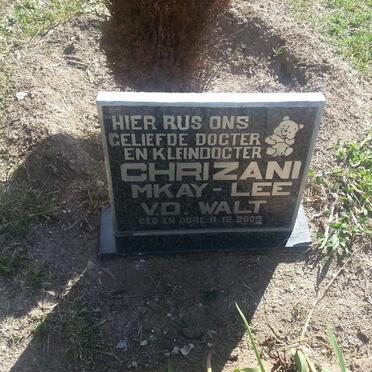 HIER RUS ONS
GELIEFDE DOGTER
EN KLEINDOGTER
CHRIZANI
MKAY - LEE
VD WALT
GEB EN OORL 11.12.2009